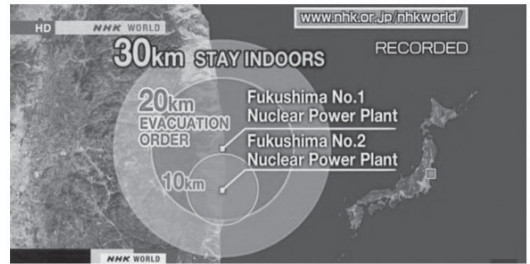 www.nhk.or.jp/nhkworld/
HD NHK WORLD
30km STAY INDOORS
RECORDED
20km
EVACUATION
ORDER
Fukushima No.1
Nuclear Power Plant
Fukushima No.2
Nuclear Power Plant
10km
NHK WORLD